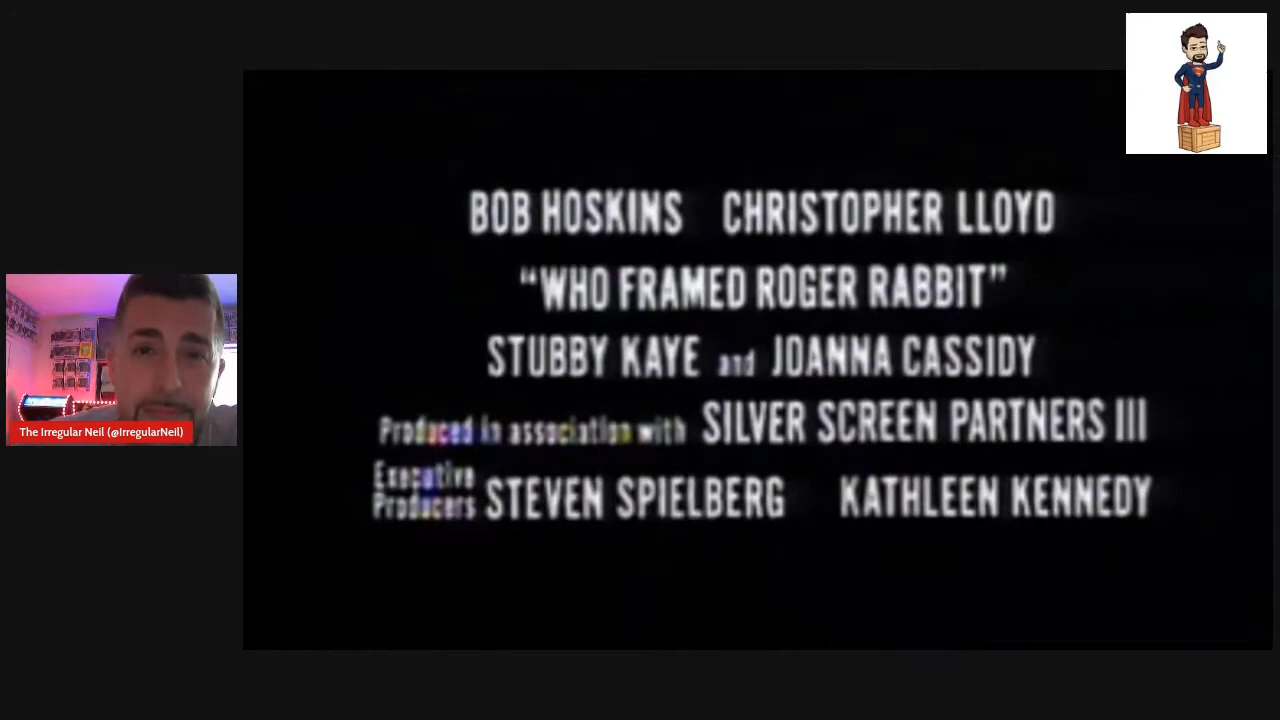 BOB HOSKINS CHRISTOPHER LLOYD
“WHO FRAMED ROGER RABBIT”
STUBBY KAYE and JOANNA CASSIDY
Produced in association with SILVER SCREEN PARTNERS III
Executive Producers STEVEN SPIELBERG KATHLEEN KENNEDY
The Irregular Neil (@IrregularNeil)